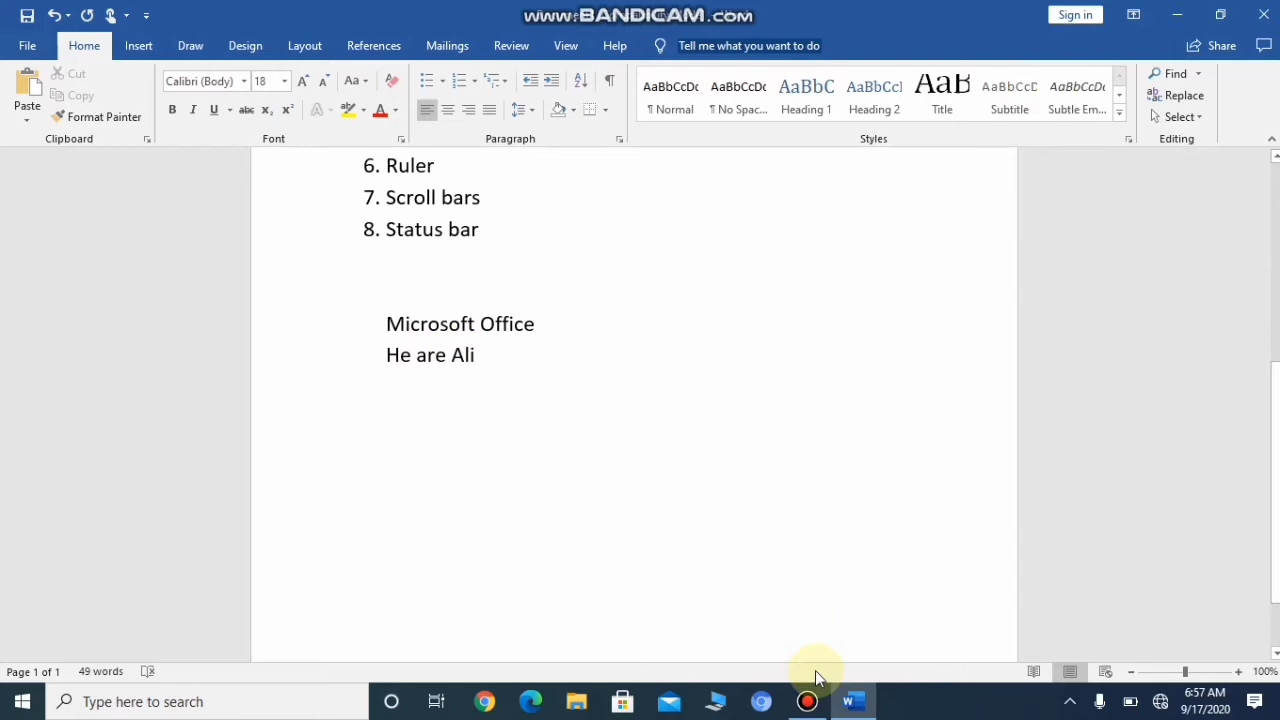 www.BANDICAM.com
Sign in
File Home Insert Draw Design Layout References Mailings Review View Help Tell me what you want to do Share
Paste
Cut
Copy
Format Painter
Clipboard
Calibri (Body) 18
Font
Paragraph
AaBbCcDc AaBbCcDc AaBbC AaBbCcl AaB AaBbCcD AaBbCcDc
¶ Normal ¶ No Spac... Heading 1 Heading 2 Title Subtitle Subtle Em...
Styles
Find
Replace
Select
Editing
6. Ruler
7. Scroll bars
8. Status bar
Microsoft Office
He are Ali
Page 1 of 1 49 words 100%
Type here to search
6:57 AM
9/17/2020